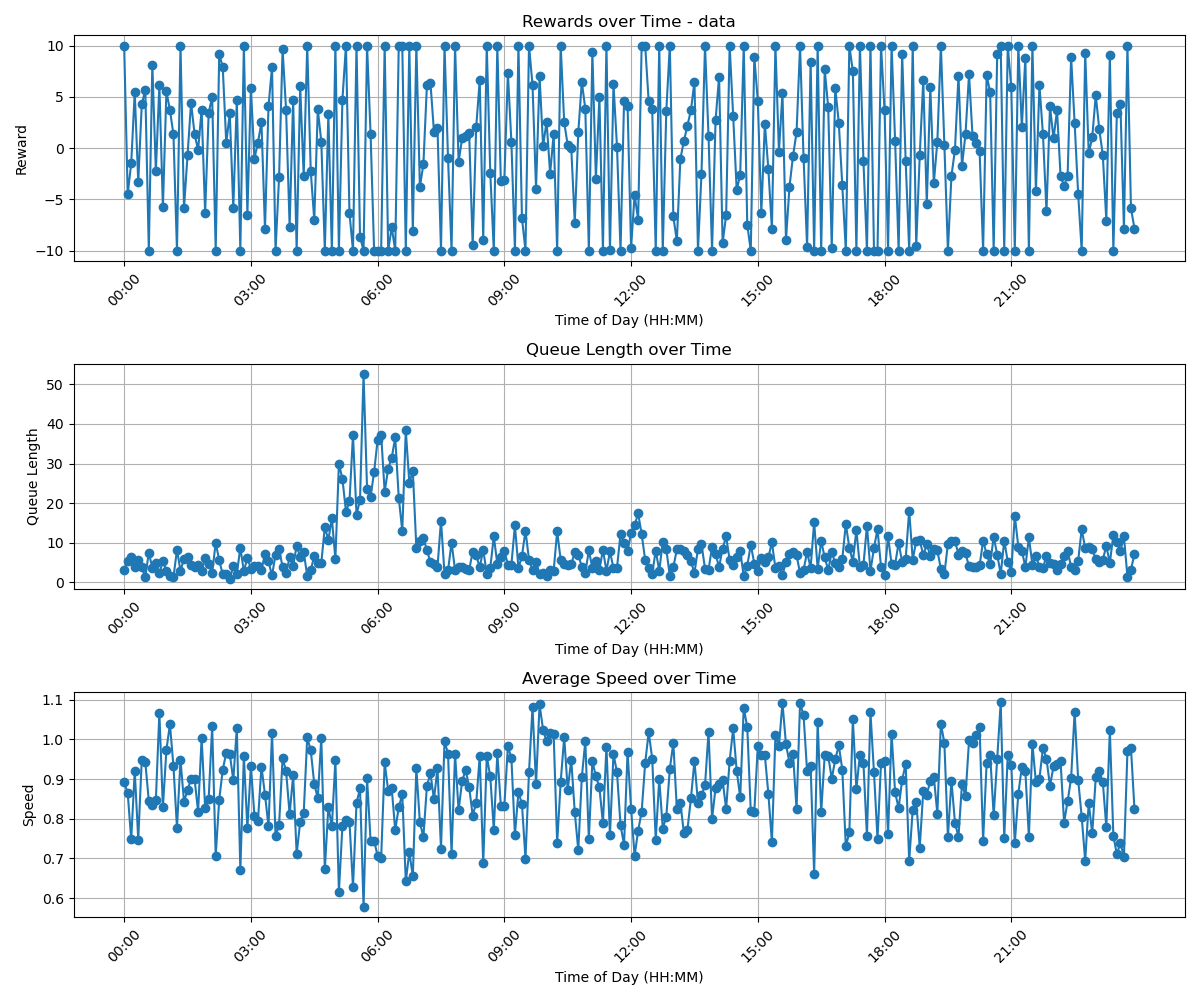 Rewards over Time - data
10
5
0
−5
−10
Reward
00:00 03:00 06:00 09:00 12:00 15:00 18:00 21:00
Time of Day (HH:MM)
Queue Length over Time
50
40
30
20
10
0
Queue Length
00:00 03:00 06:00 09:00 12:00 15:00 18:00 21:00
Time of Day (HH:MM)
Average Speed over Time
1.1
1.0
0.9
0.8
0.7
0.6
Speed
00:00 03:00 06:00 09:00 12:00 15:00 18:00 21:00
Time of Day (HH:MM)